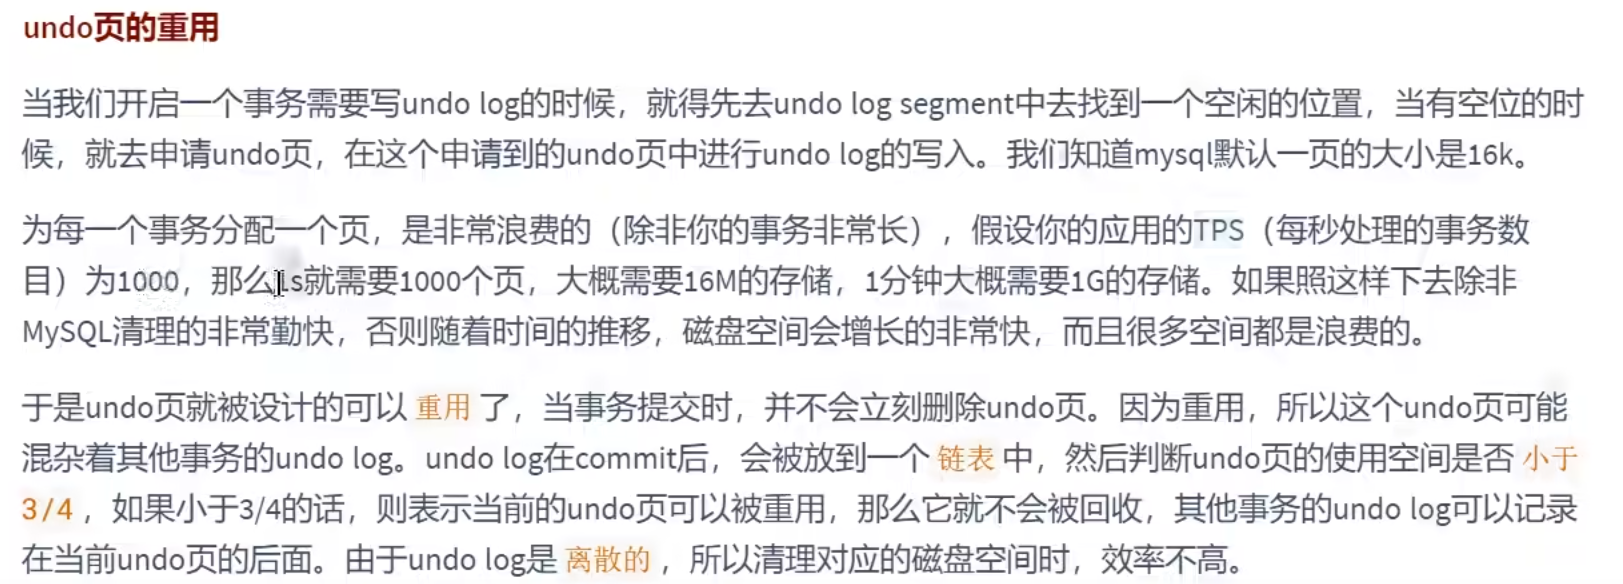 undo页的重用
当我们开启一个事务需要写undo log的时候，就得先去undo log segment中去找到一个空闲的位置，当有空位的时
候，就去申请undo页，在这个申请到的undo页中进行undo log的写入。我们知道mysql默认一页的大小是16k。
为每一个事务分配一个页，是非常浪费的（除非你的事务非常长），假设你的应用的TPS（每秒处理的事务数
目）为1000，那么1s就需要1000个页，大概需要16M的存储，1分钟大概需要1G的存储。如果照这样下去除非
MySQL清理的非常勤快，否则随着时间的推移，磁盘空间会增长的非常快，而且很多空间都是浪费的。
于是undo页就被设计的可以 重用 了，当事务提交时，并不会立刻删除undo页。因为重用，所以这个undo页可能
混杂着其他事务的undo log。undo log在commit后，会被放到一个 链表 中，然后判断undo页的使用空间是否 小于
3/4 ，如果小于3/4的话，则表示当前的undo页可以被重用，那么它就不会被回收，其他事务的undo log可以记录
在当前undo页的后面。由于undo log是 离散的 ，所以清理对应的磁盘空间时，效率不高。